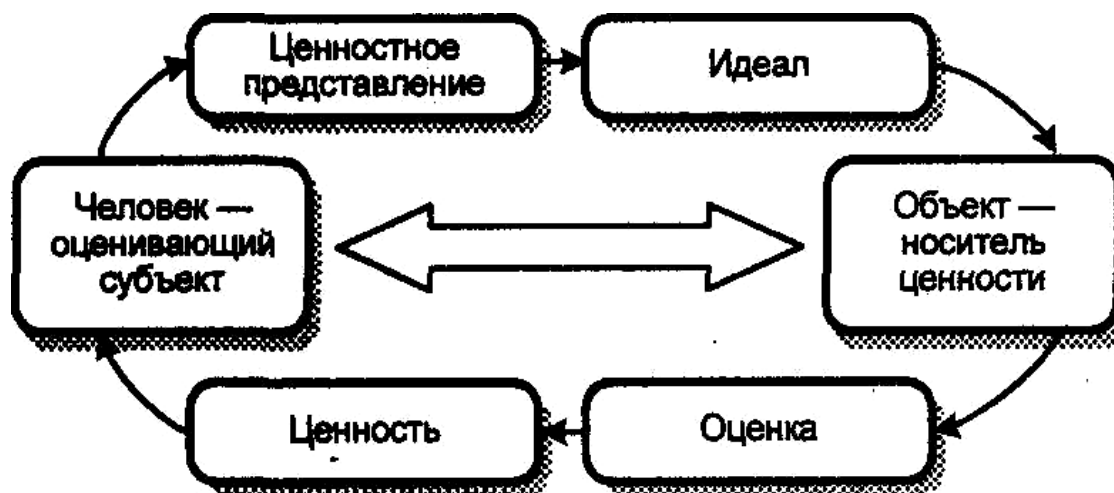 Ценностное
представление
Идеал
Человек —
оценивающий
субъект
Объект —
носитель
ценности
Ценность
Оценка